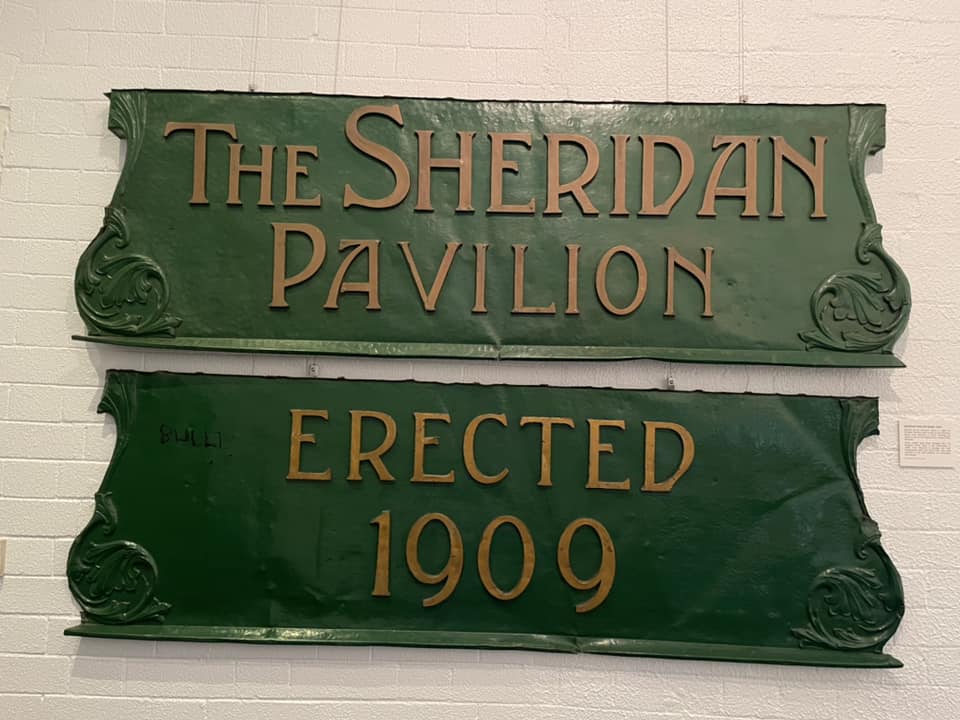 THE SHERIDAN
PAVILION
ERECTED
1909